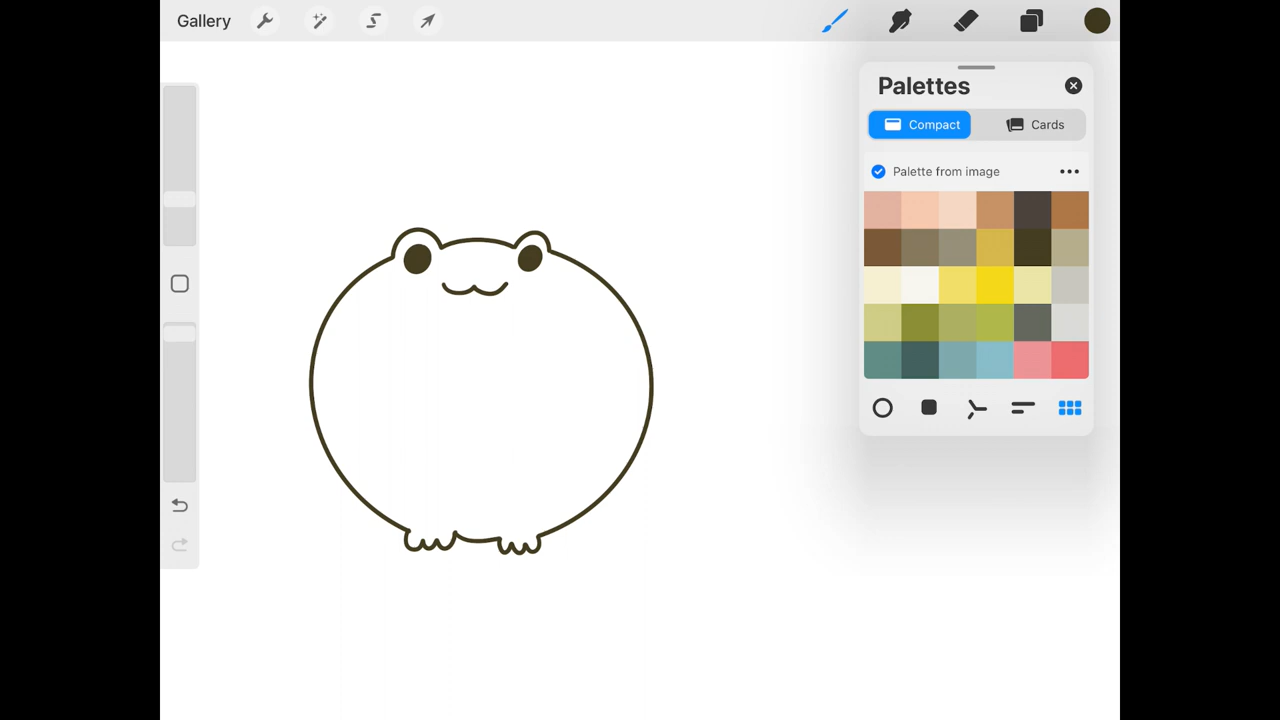 Gallery
Palettes
Compact
Cards
Palette from image